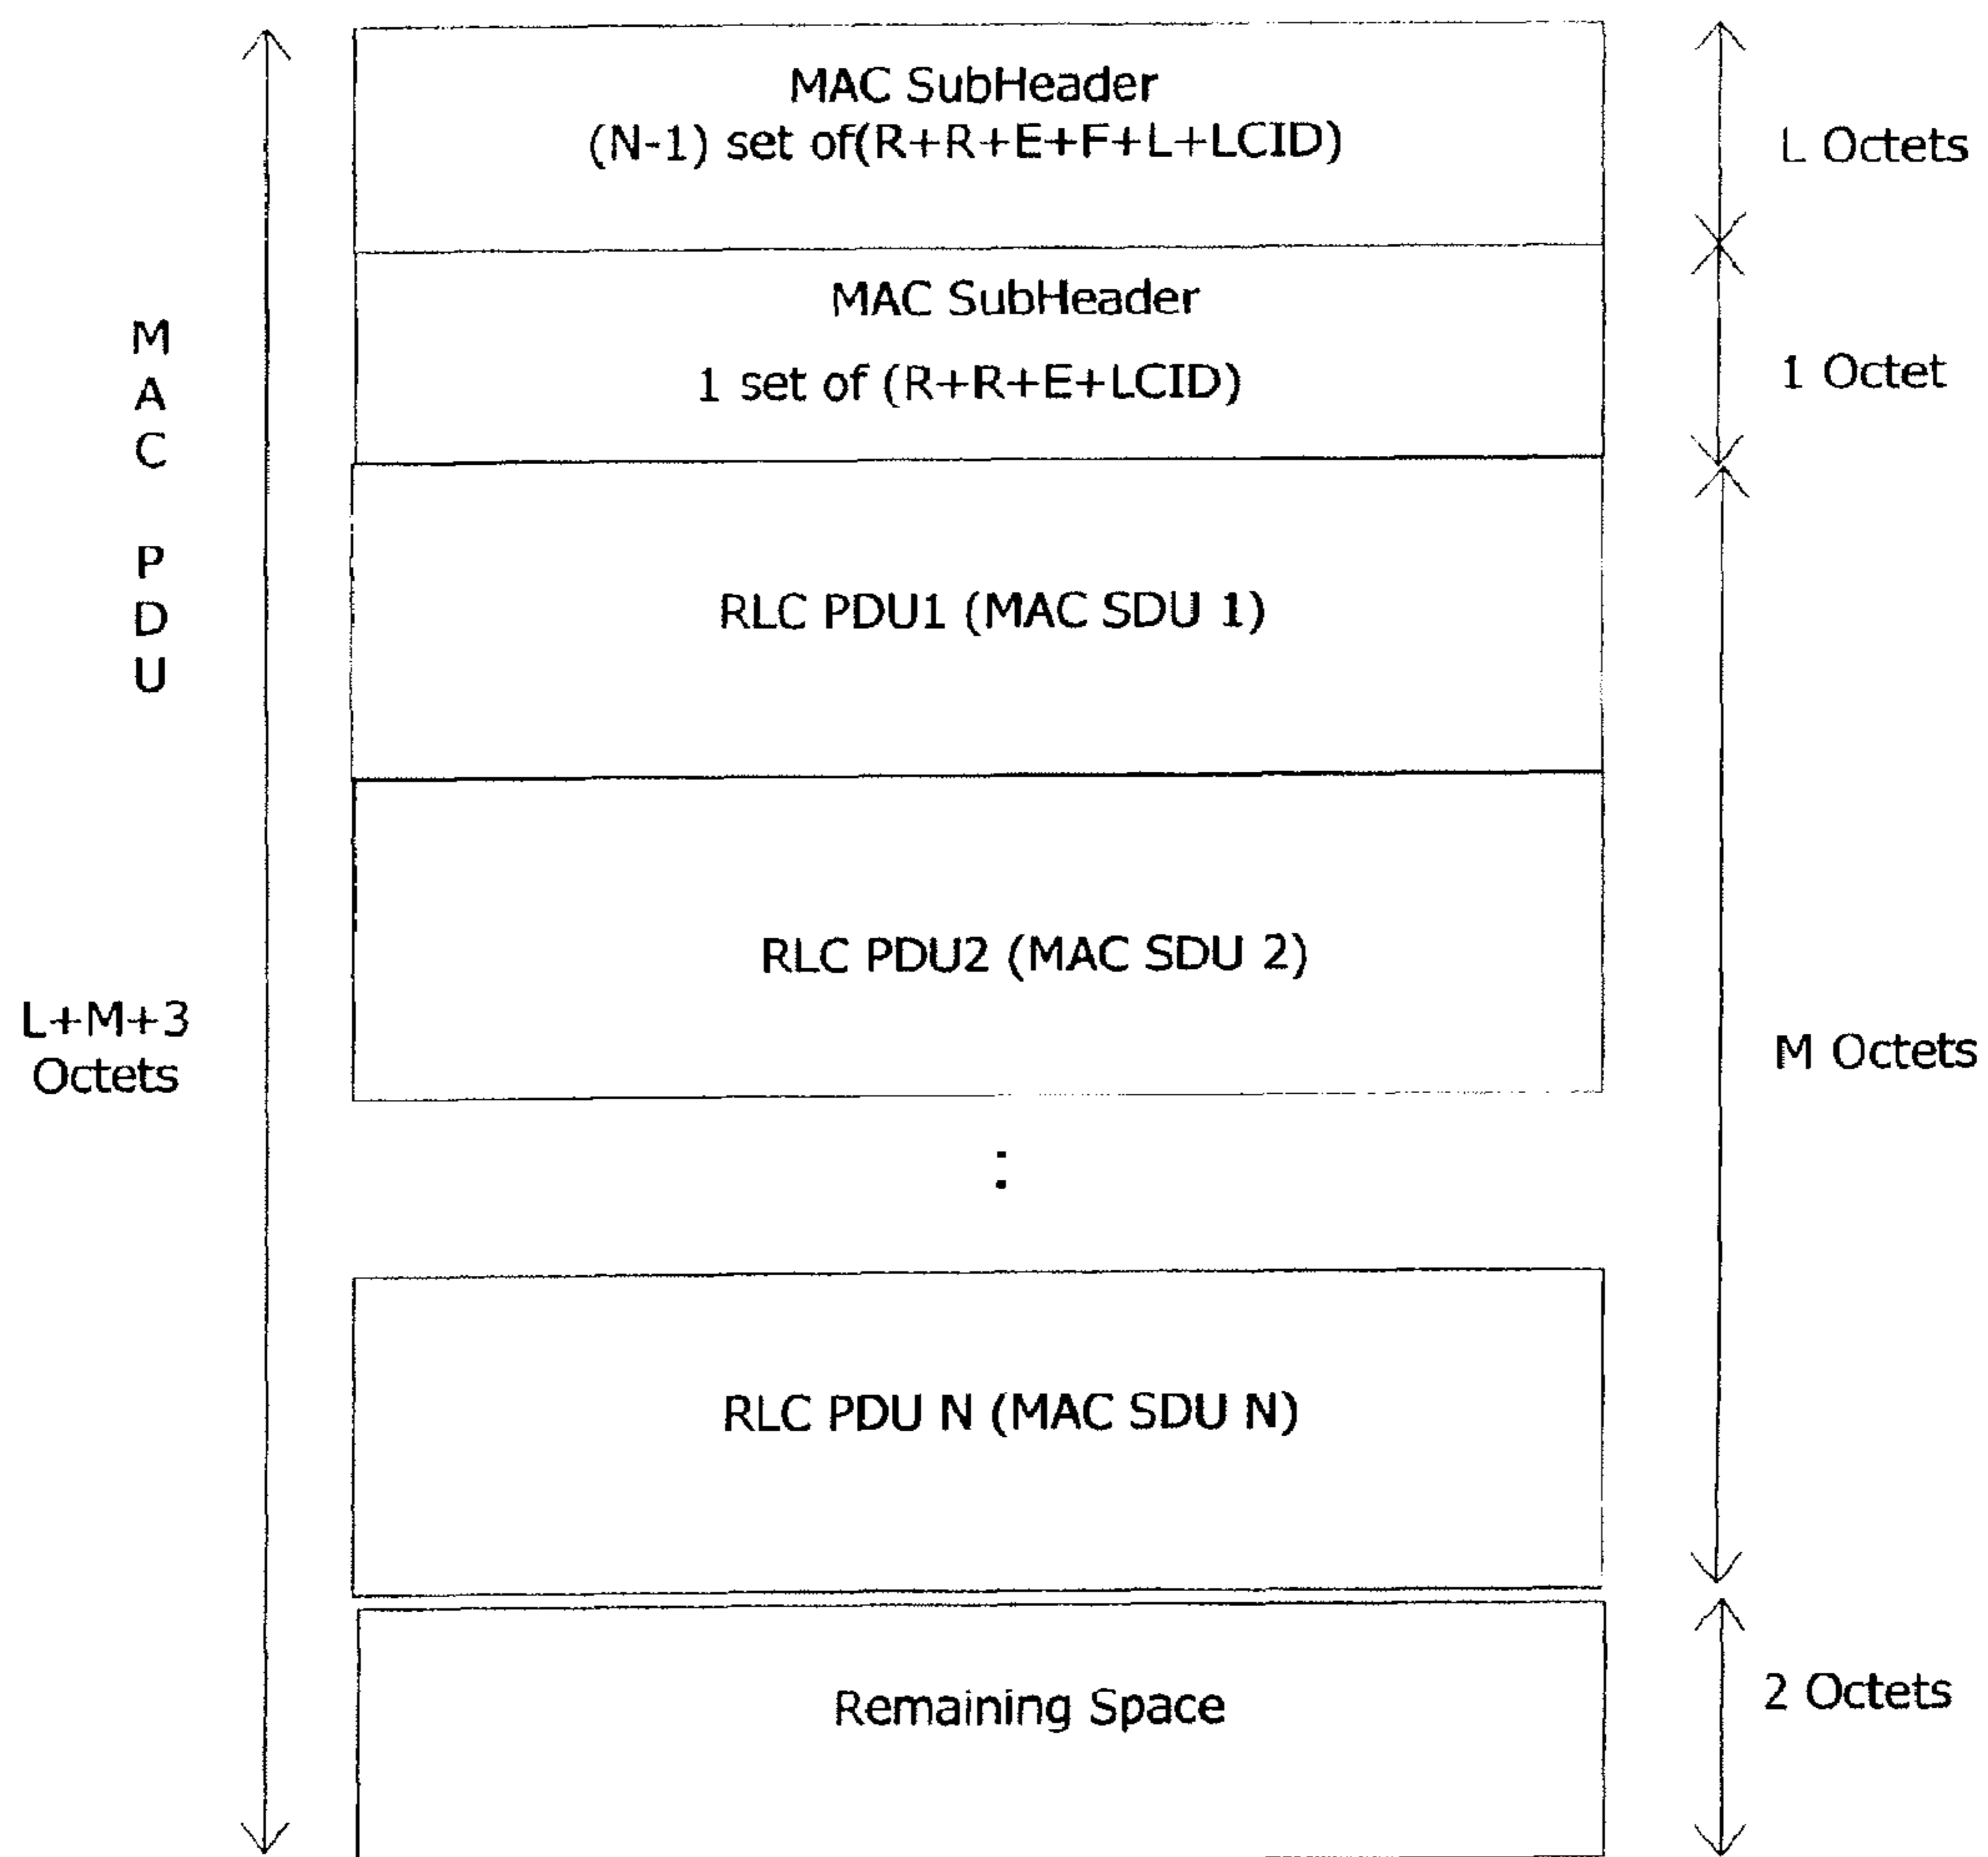 MAC SubHeader
(N-1) set of(R+R+E+F+L+LCID)
L Octets
MAC SubHeader
1 set of (R+R+E+LCID)
1 Octet
M
A
C
P
D
U
RLC PDU1 (MAC SDU 1)
RLC PDU2 (MAC SDU 2)
L+M+3
Octets
M Octets
:
RLC PDU N (MAC SDU N)
Remaining Space
2 Octets